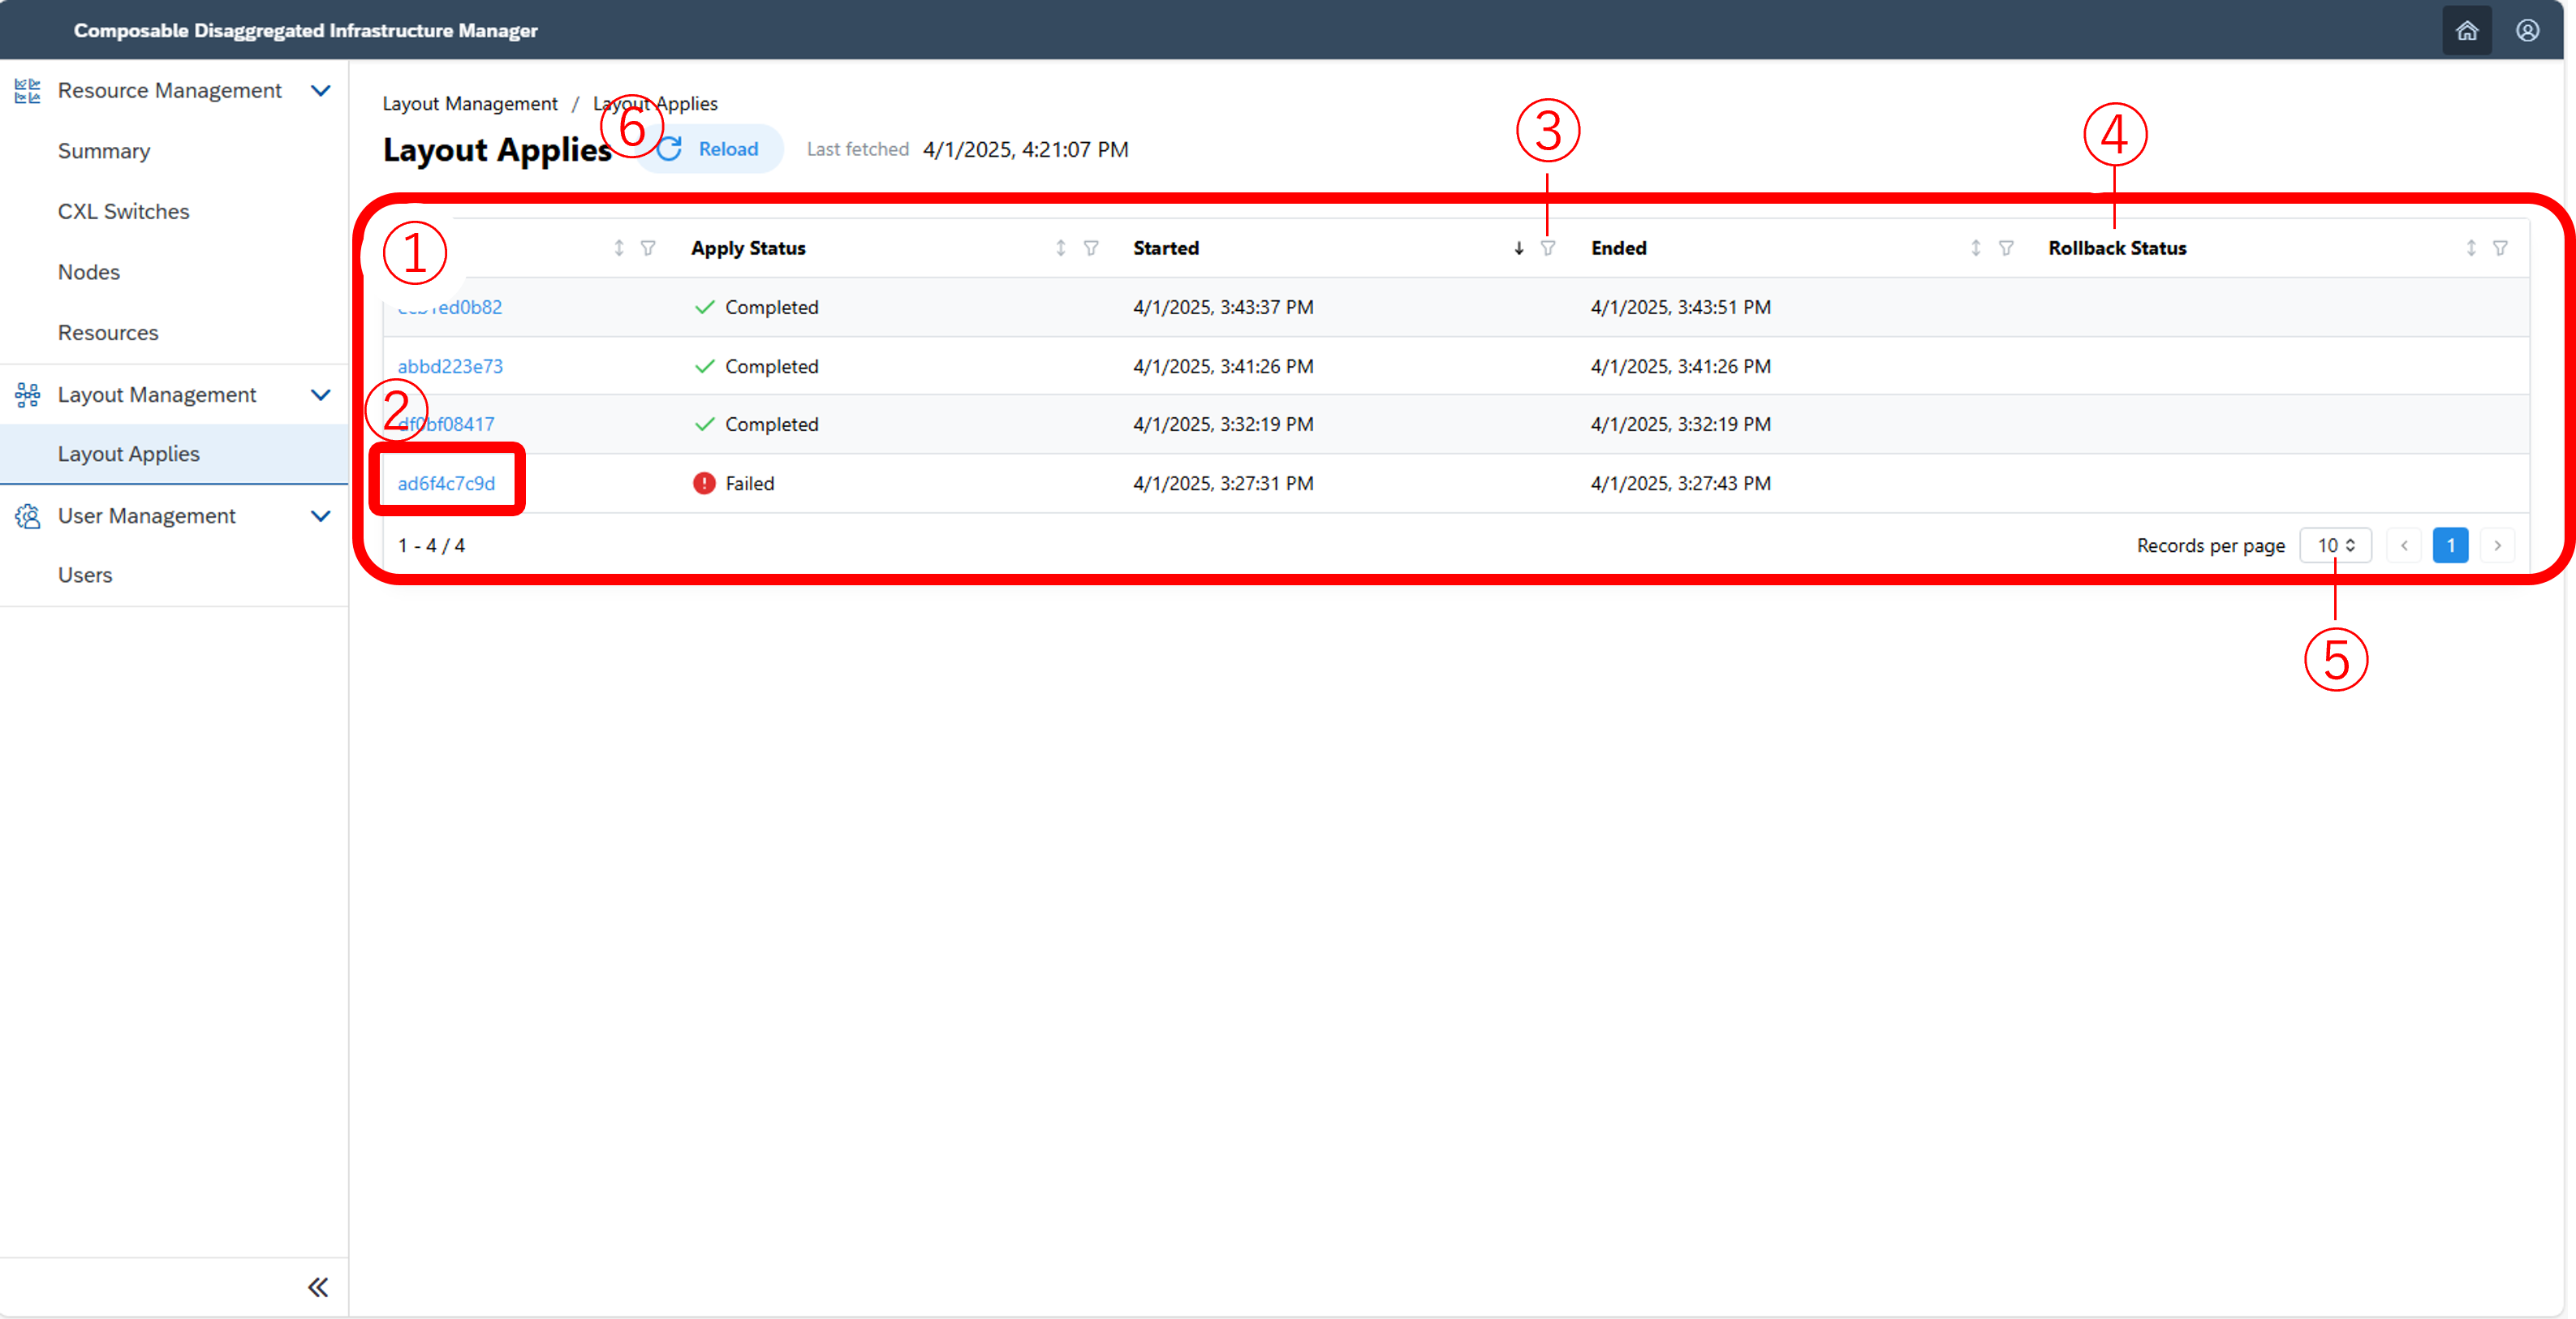 Composable Disaggregated Infrastructure Manager
Resource Management
Summary
CXL Switches
Nodes
Resources
Layout Management
Layout Applies
User Management
Users
Layout Management / Layout Applies
Layout Applies ⑥ Reload Last fetched 4/1/2025, 4:21:07 PM
③ ④
① Apply Status Started Ended Rollback Status
ed0b82 Completed 4/1/2025, 3:43:37 PM 4/1/2025, 3:43:51 PM
abbd223e73 Completed 4/1/2025, 3:41:26 PM 4/1/2025, 3:41:26 PM
②
df0bf08417 Completed 4/1/2025, 3:32:19 PM 4/1/2025, 3:32:19 PM
ad6f4c7c9d Failed 4/1/2025, 3:27:31 PM 4/1/2025, 3:27:43 PM
1 - 4 / 4 Records per page 10 1
⑤